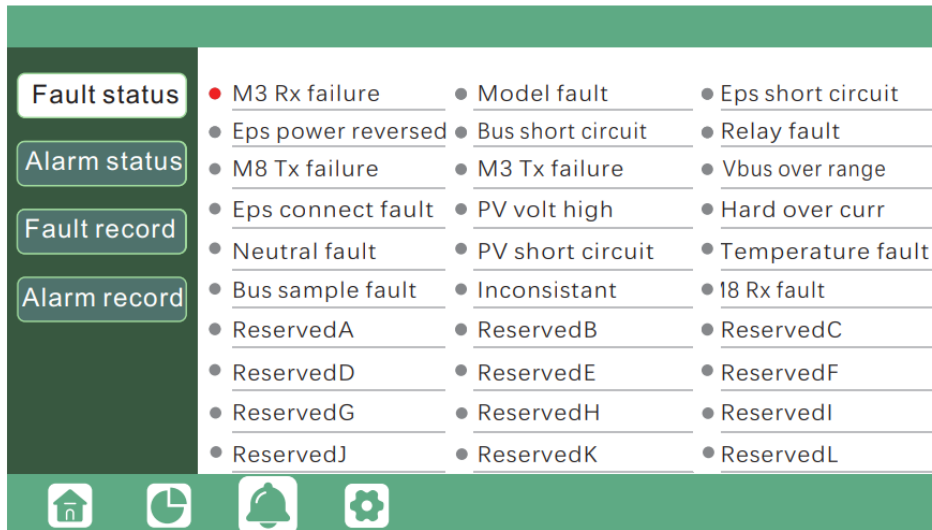 Fault status
Alarm status
Fault record
Alarm record
M3 Rx failure Model fault Eps short circuit
Eps power reversed Bus short circuit Relay fault
M8 Tx failure M3 Tx failure Vbus over range
Eps connect fault PV volt high Hard over curr
Neutral fault PV short circuit Temperature fault
Bus sample fault Inconsistant 18 Rx fault
ReservedA ReservedB ReservedC
ReservedD ReservedE ReservedF
ReservedG ReservedH ReservedI
ReservedJ ReservedK ReservedL